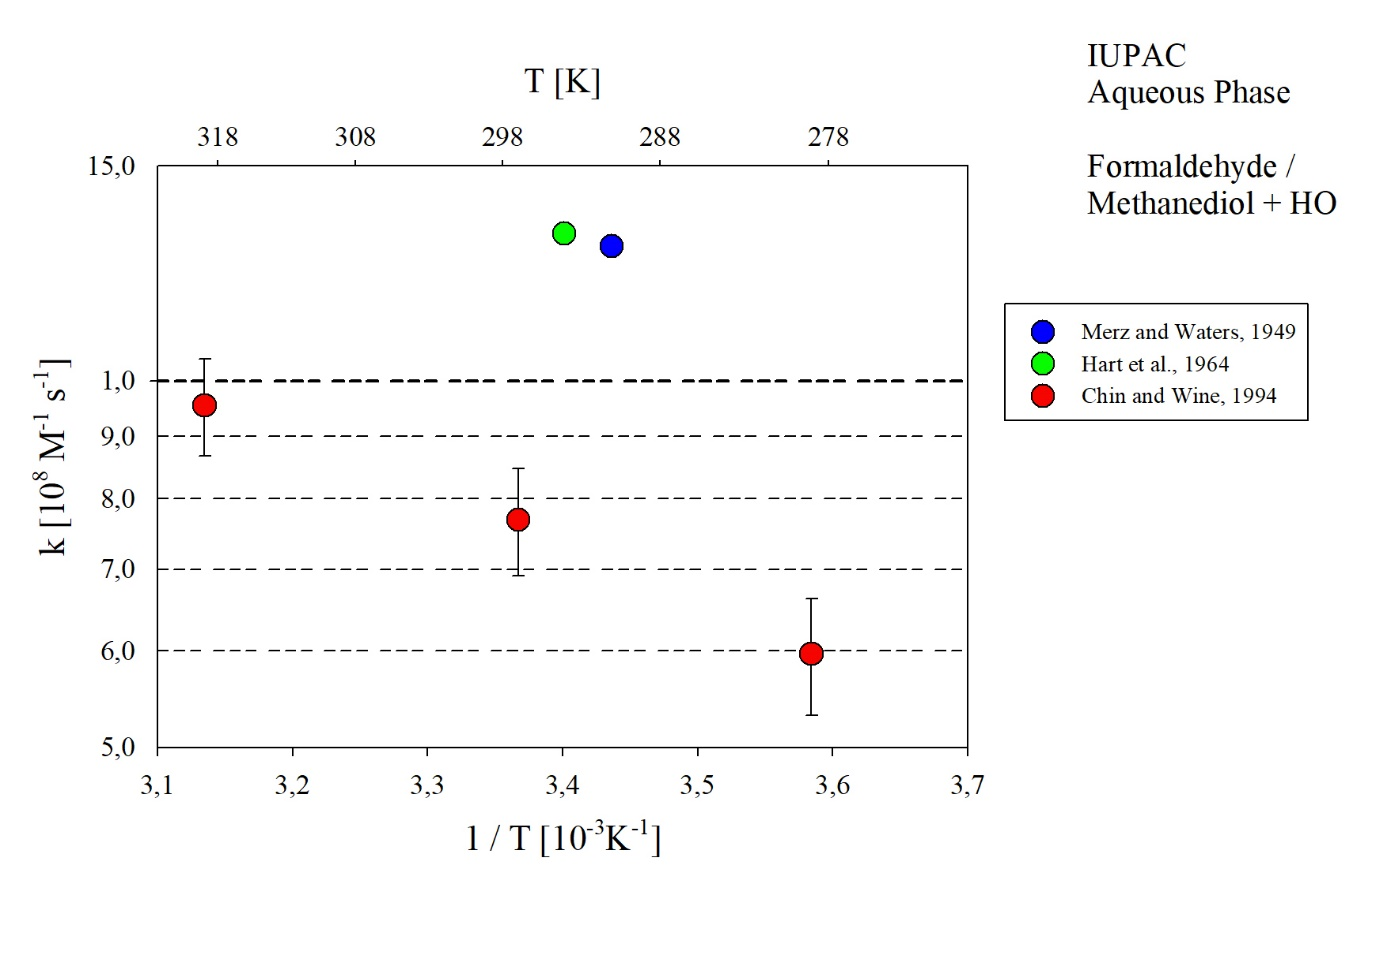 IUPAC
Aqueous Phase
Formaldehyde /
Methanediol + HO
T [K]
318 308 298 288 278
15,0
1,0
9,0
8,0
7,0
6,0
5,0
k [10⁸ M⁻¹ s⁻¹]
3,1 3,2 3,3 3,4 3,5 3,6 3,7
1 / T [10⁻³K⁻¹]
Merz and Waters, 1949
Hart et al., 1964
Chin and Wine, 1994